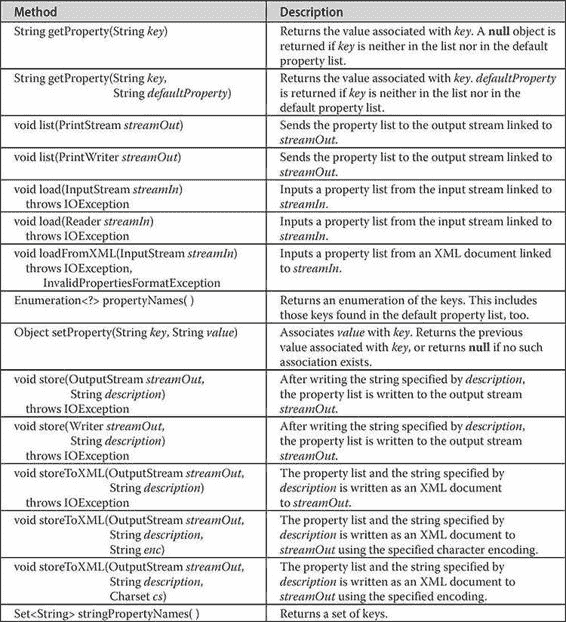 Method Description
String getProperty(String key) Returns the value associated with key. A null object is
returned if key is neither in the list nor in the default
property list.
String getProperty(String key, Returns the value associated with key. defaultProperty
String defaultProperty) is returned if key is neither in the list nor in the
default property list.
void list(PrintStream streamOut) Sends the property list to the output stream linked to
streamOut.
void list(PrintWriter streamOut) Sends the property list to the output stream linked to
streamOut.
void load(InputStream streamIn) Inputs a property list from the input stream linked to
throws IOException streamIn.
void load(Reader streamIn) Inputs a property list from the input stream linked to
throws IOException streamIn.
void loadFromXML(InputStream streamIn) Inputs a property list from an XML document linked
throws IOException, to streamIn.
InvalidPropertiesFormatException
Enumeration<?> propertyNames( ) Returns an enumeration of the keys. This includes
those keys found in the default property list, too.
Object setProperty(String key, String value) Associates value with key. Returns the previous
value associated with key, or returns null if no such
association exists.
void store(OutputStream streamOut, After writing the string specified by description,
String description) the property list is written to the output stream
throws IOException streamOut.
void store(Writer streamOut, After writing the string specified by description,
String description) the property list is written to the output stream
throws IOException streamOut.
void storeToXML(OutputStream streamOut, The property list and the string specified by
String description) description is written as an XML document
throws IOException to streamOut.
void storeToXML(OutputStream streamOut, The property list and the string specified by
String description, description is written as an XML document to
String enc) streamOut using the specified character encoding.
void storeToXML(OutputStream streamOut, The property list and the string specified by
String description, description is written as an XML document to
Charset cs) streamOut using the specified encoding.
Set<String> stringPropertyNames( ) Returns a set of keys.